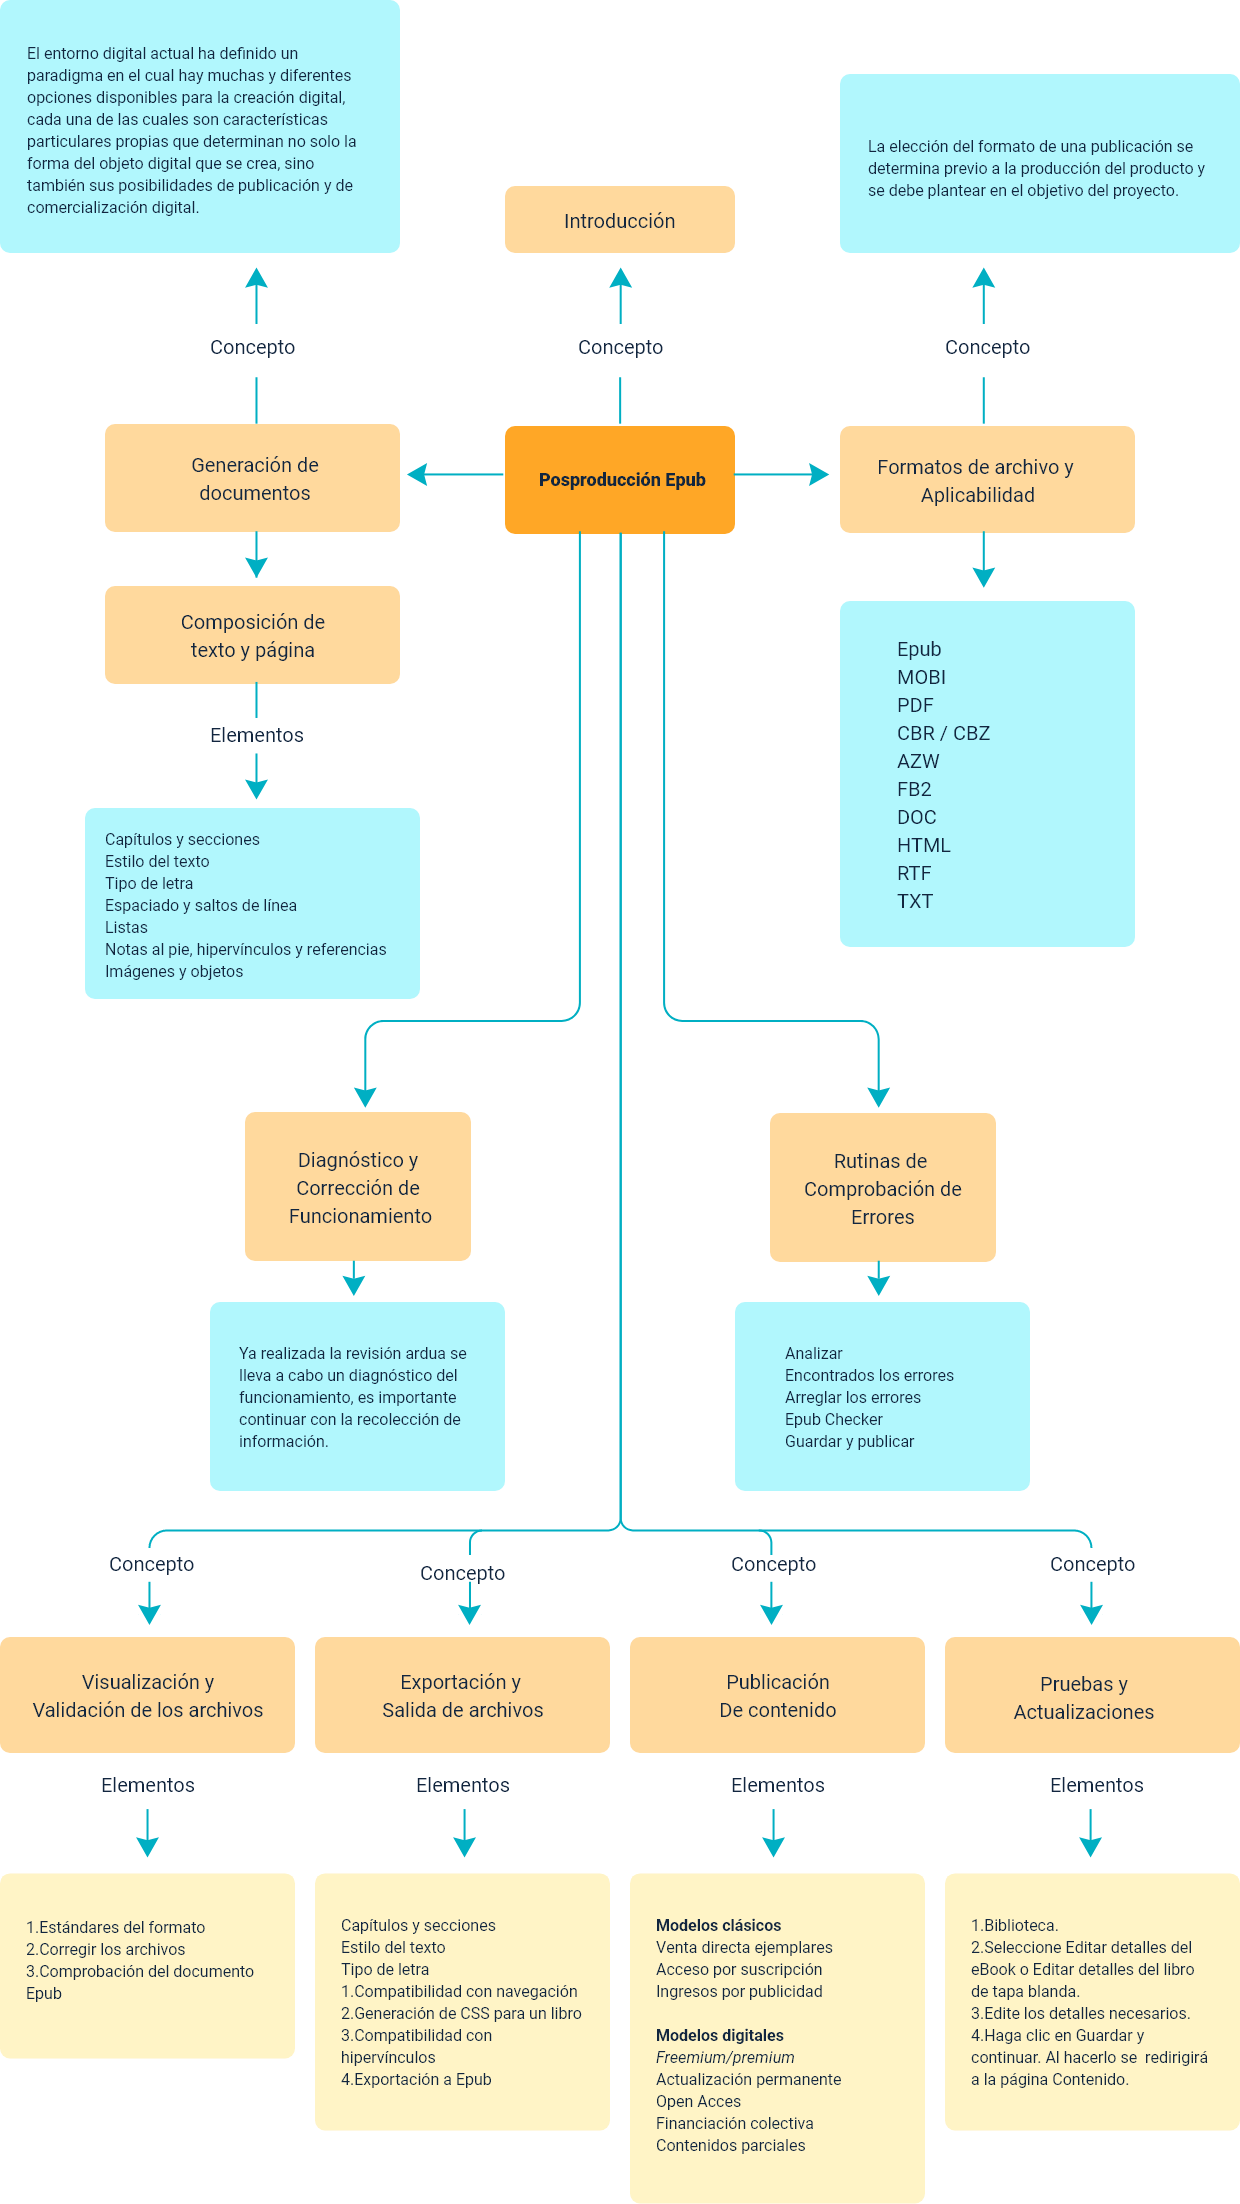 El entorno digital actual ha definido un
paradigma en el cual hay muchas y diferentes
opciones disponibles para la creación digital,
cada una de las cuales son características
particulares propias que determinan no solo la
forma del objeto digital que se crea, sino
también sus posibilidades de publicación y de
comercialización digital.
Introducción
La elección del formato de una publicación se
determina previo a la producción del producto y
se debe plantear en el objetivo del proyecto.
Concepto
Concepto
Concepto
Generación de
documentos
Posproducción Epub
Formatos de archivo y
Aplicabilidad
Composición de
texto y página
Elementos
Capítulos y secciones
Estilo del texto
Tipo de letra
Espaciado y saltos de línea
Listas
Notas al pie, hipervínculos y referencias
Imágenes y objetos
Epub
MOBI
PDF
CBR / CBZ
AZW
FB2
DOC
HTML
RTF
TXT
Diagnóstico y
Corrección de
Funcionamiento
Rutinas de
Comprobación de
Errores
Ya realizada la revisión ardua se
lleva a cabo un diagnóstico del
funcionamiento, es importante
continuar con la recolección de
información.
Analizar
Encontrados los errores
Arreglar los errores
Epub Checker
Guardar y publicar
Concepto
Concepto
Concepto
Concepto
Visualización y
Validación de los archivos
Exportación y
Salida de archivos
Publicación
De contenido
Pruebas y
Actualizaciones
Elementos
Elementos
Elementos
Elementos
1.Estándares del formato
2.Corregir los archivos
3.Comprobación del documento
Epub
Capítulos y secciones
Estilo del texto
Tipo de letra
1.Compatibilidad con navegación
2.Generación de CSS para un libro
3.Compatibilidad con
hipervínculos
4.Exportación a Epub
Modelos clásicos
Venta directa ejemplares
Acceso por suscripción
Ingresos por publicidad
Modelos digitales
Freemium/premium
Actualización permanente
Open Acces
Financiación colectiva
Contenidos parciales
1.Biblioteca.
2.Seleccione Editar detalles del
eBook o Editar detalles del libro
de tapa blanda.
3.Edite los detalles necesarios.
4.Haga clic en Guardar y
continuar. Al hacerlo se  redirigirá
a la página Contenido.